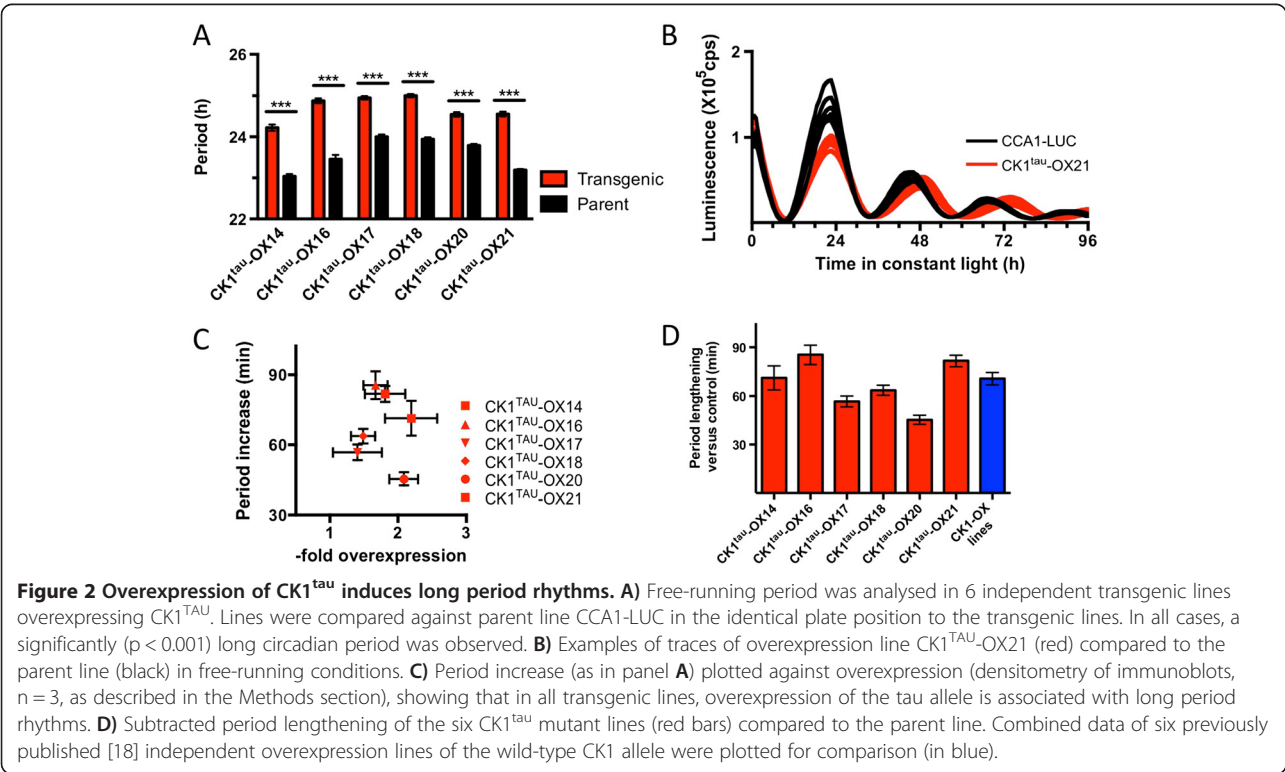 A
26
24
22
Period (h)
***
***
***
***
***
***
CK1tau-OX14
CK1tau-OX16
CK1tau-OX17
CK1tau-OX18
CK1tau-OX20
CK1tau-OX21
Transgenic
Parent
B
2
1
Luminescence (X10⁵cps)
CCA1-LUC
CK1tau-OX21
0 24 48 72 96
Time in constant light (h)
C
90
60
30
Period increase (min)
1 2 3
-fold overexpression
CK1TAU-OX14
CK1TAU-OX16
CK1TAU-OX17
CK1TAU-OX18
CK1TAU-OX20
CK1TAU-OX21
D
90
60
30
Period lengthening
versus control (min)
CK1tau-OX14
CK1tau-OX16
CK1tau-OX17
CK1tau-OX18
CK1tau-OX20
CK1tau-OX21
CK1-OX
lines
Figure 2 Overexpression of CK1tau induces long period rhythms. A) Free-running period was analysed in 6 independent transgenic lines
overexpressing CK1TAU. Lines were compared against parent line CCA1-LUC in the identical plate position to the transgenic lines. In all cases, a
significantly (p < 0.001) long circadian period was observed. B) Examples of traces of overexpression line CK1TAU-OX21 (red) compared to the
parent line (black) in free-running conditions. C) Period increase (as in panel A) plotted against overexpression (densitometry of immunoblots,
n = 3, as described in the Methods section), showing that in all transgenic lines, overexpression of the tau allele is associated with long period
rhythms. D) Subtracted period lengthening of the six CK1tau mutant lines (red bars) compared to the parent line. Combined data of six previously
published [18] independent overexpression lines of the wild-type CK1 allele were plotted for comparison (in blue).